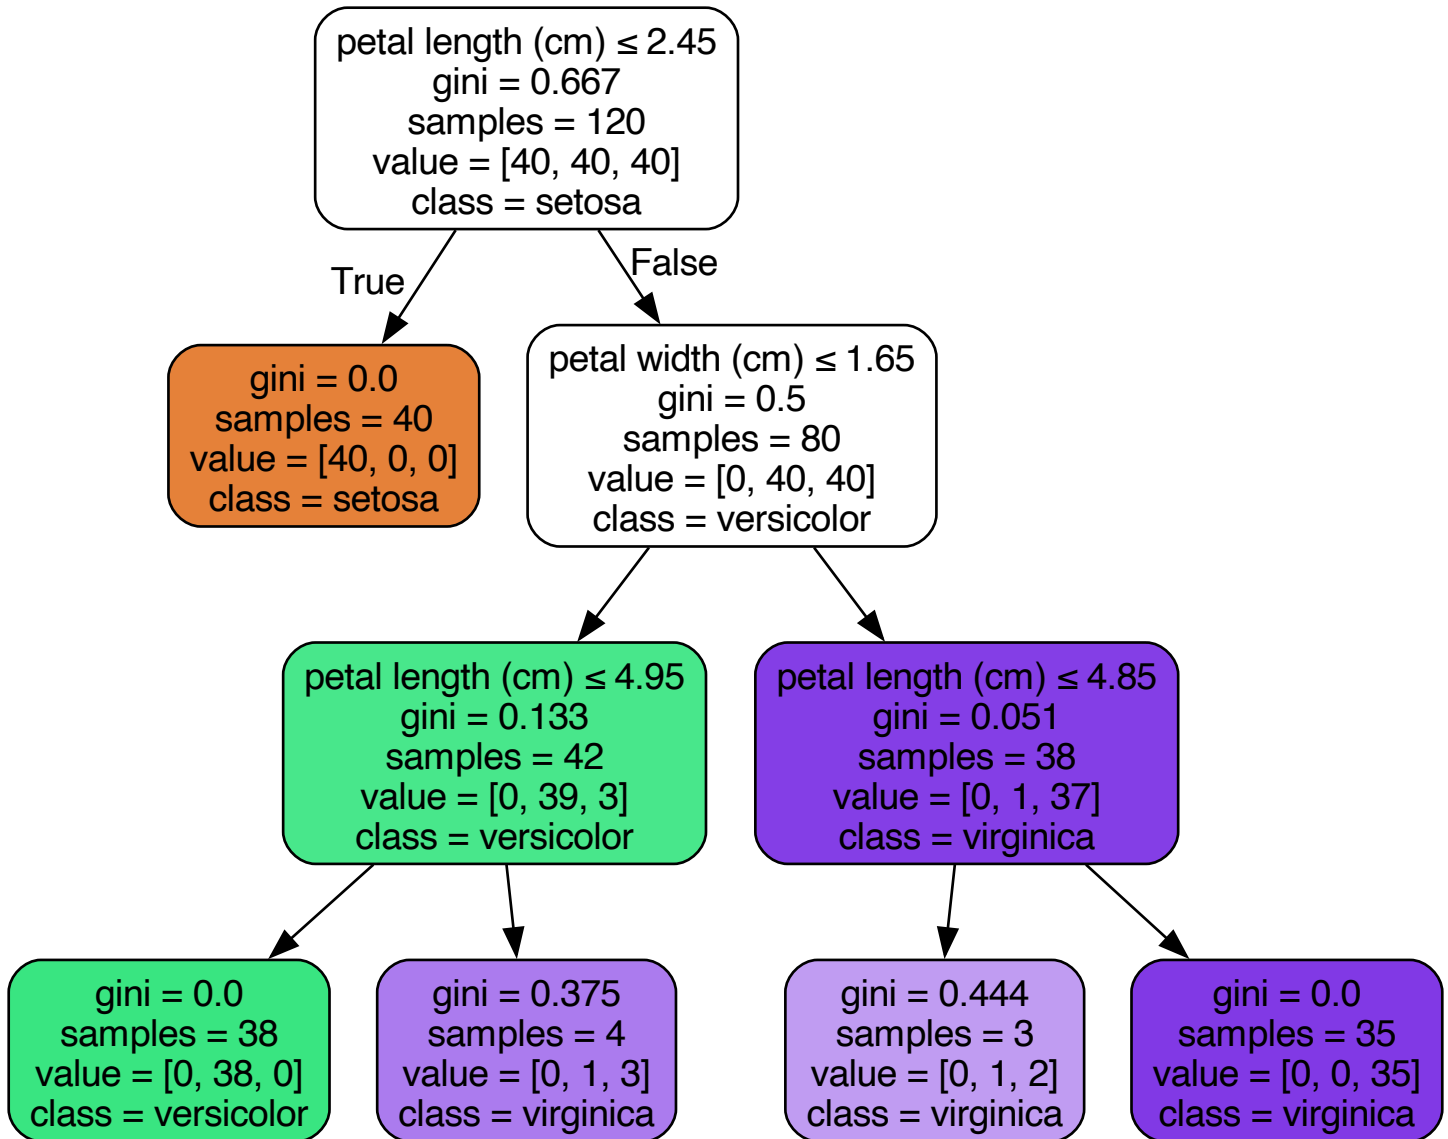 petal length (cm) ≤ 2.45
gini = 0.667
samples = 120
value = [40, 40, 40]
class = setosa
True
False
gini = 0.0
samples = 40
value = [40, 0, 0]
class = setosa
petal width (cm) ≤ 1.65
gini = 0.5
samples = 80
value = [0, 40, 40]
class = versicolor
petal length (cm) ≤ 4.95
gini = 0.133
samples = 42
value = [0, 39, 3]
class = versicolor
petal length (cm) ≤ 4.85
gini = 0.051
samples = 38
value = [0, 1, 37]
class = virginica
gini = 0.0
samples = 38
value = [0, 38, 0]
class = versicolor
gini = 0.375
samples = 4
value = [0, 1, 3]
class = virginica
gini = 0.444
samples = 3
value = [0, 1, 2]
class = virginica
gini = 0.0
samples = 35
value = [0, 0, 35]
class = virginica